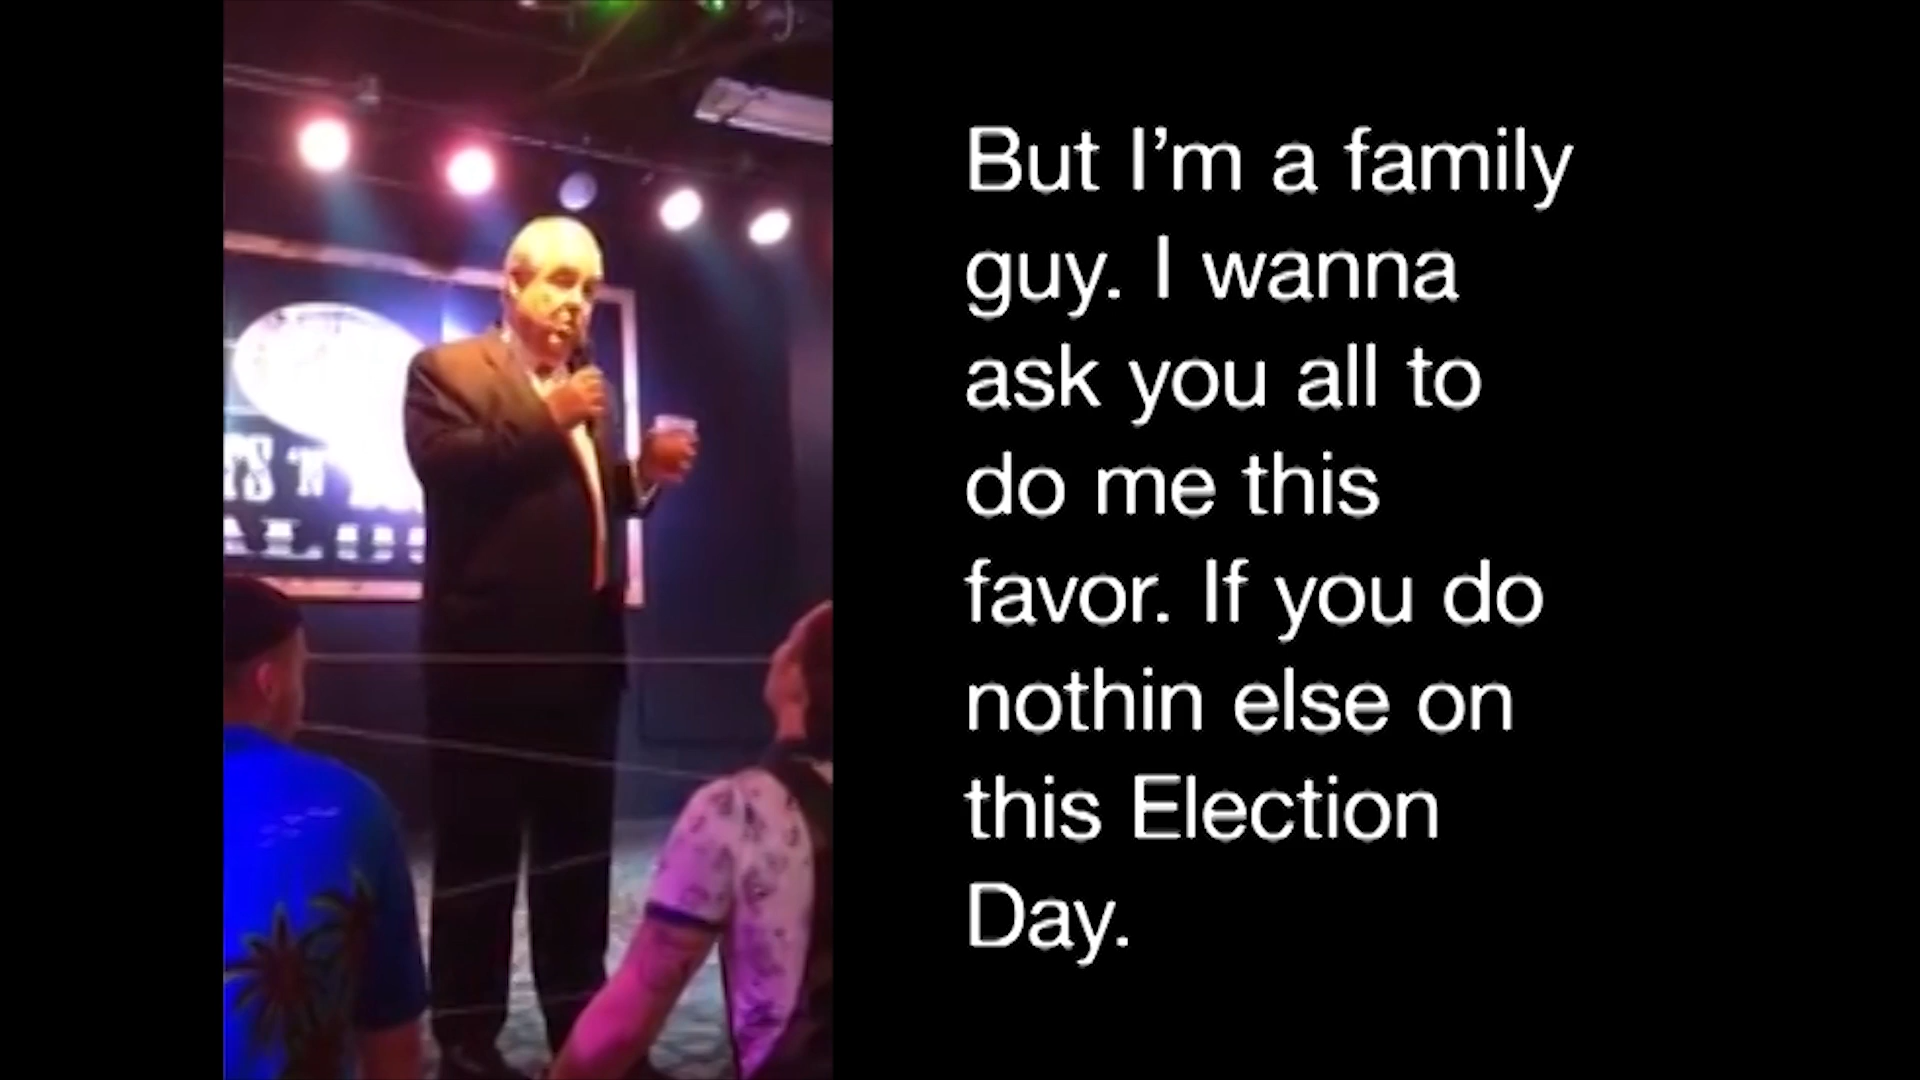 But I’m a family
guy. I wanna
ask you all to
do me this
favor. If you do
nothin else on
this Election
Day.